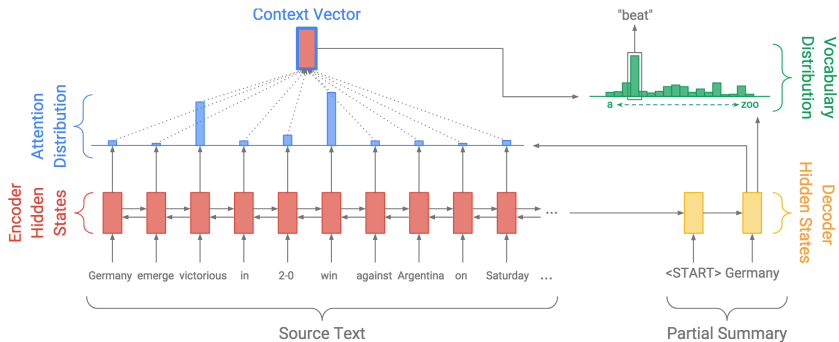 Context Vector
"beat"
Vocabulary
Distribution
a
zoo
Attention
Distribution
Encoder
Hidden
States
...
Decoder
Hidden States
Germany emerge victorious in 2-0 win against Argentina on Saturday ...
<START> Germany
Source Text
Partial Summary